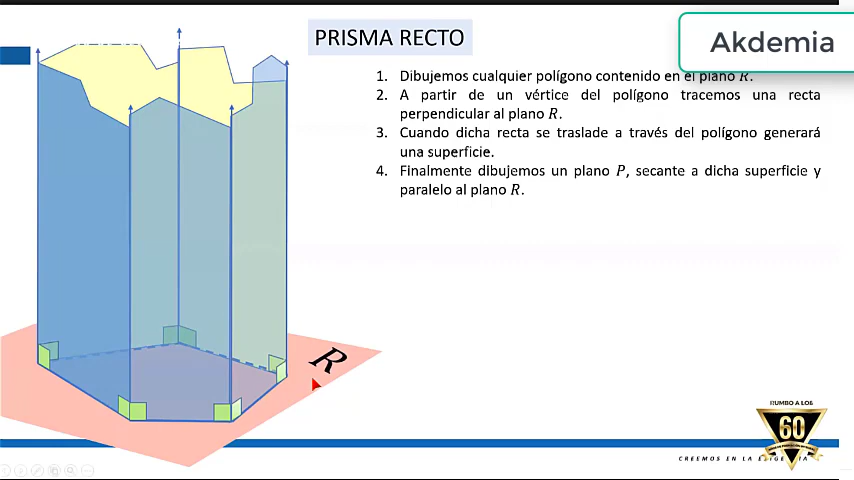 PRISMA RECTO
Akdemia
1. Dibujemos cualquier polígono contenido en el plano R.
2. A partir de un vértice del polígono tracemos una recta
perpendicular al plano R.
3. Cuando dicha recta se traslade a través del polígono generará
una superficie.
4. Finalmente dibujemos un plano P, secante a dicha superficie y
paralelo al plano R.
R
RUMBO A LOS
60
CREEMOS EN LA